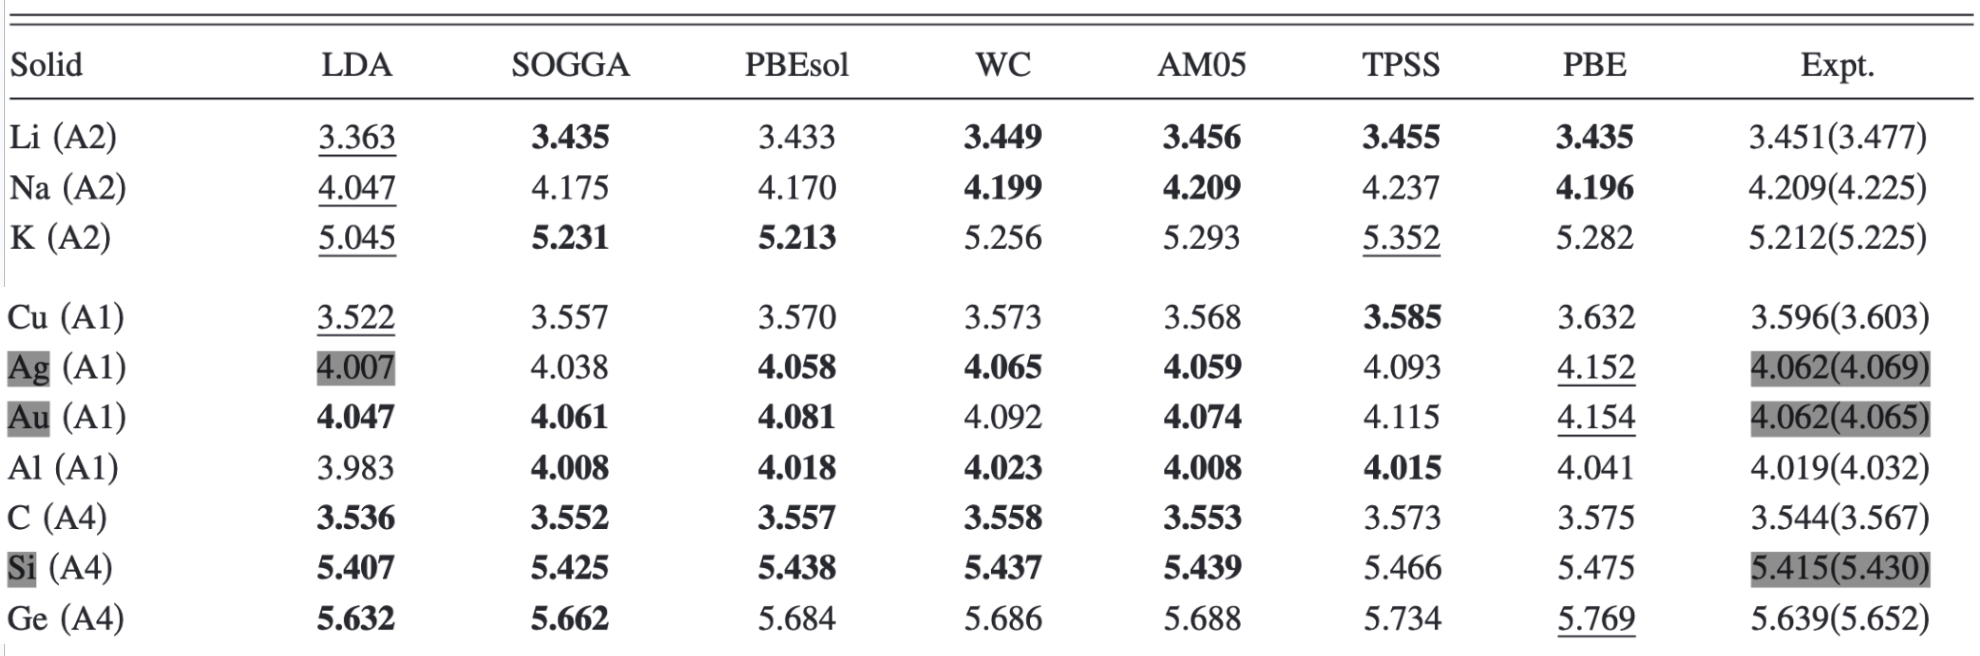 Solid LDA SOGGA PBEsol WC AM05 TPSS PBE Expt.
Li (A2) 3.363 3.435 3.433 3.449 3.456 3.455 3.435 3.451(3.477)
Na (A2) 4.047 4.175 4.170 4.199 4.209 4.237 4.196 4.209(4.225)
K (A2) 5.045 5.231 5.213 5.256 5.293 5.352 5.282 5.212(5.225)
Cu (A1) 3.522 3.557 3.570 3.573 3.568 3.585 3.632 3.596(3.603)
Ag (A1) 4.007 4.038 4.058 4.065 4.059 4.093 4.152 4.062(4.069)
Au (A1) 4.047 4.061 4.081 4.092 4.074 4.115 4.154 4.062(4.065)
Al (A1) 3.983 4.008 4.018 4.023 4.008 4.015 4.041 4.019(4.032)
C (A4) 3.536 3.552 3.557 3.558 3.553 3.573 3.575 3.544(3.567)
Si (A4) 5.407 5.425 5.438 5.437 5.439 5.466 5.475 5.415(5.430)
Ge (A4) 5.632 5.662 5.684 5.686 5.688 5.734 5.769 5.639(5.652)